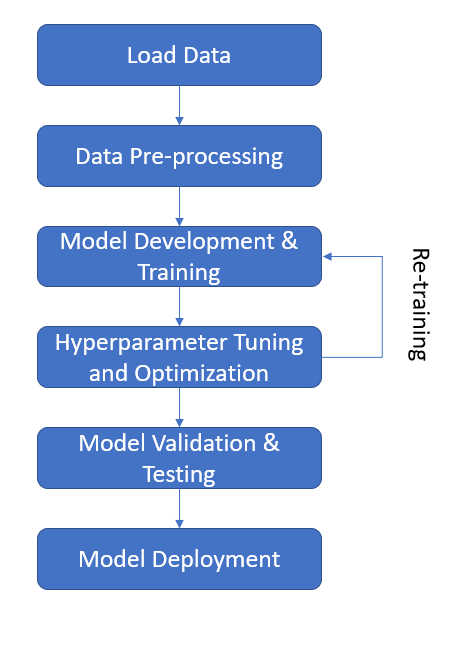 Load Data
Data Pre-processing
Model Development &
Training
Re-training
Hyperparameter Tuning
and Optimization
Model Validation &
Testing
Model Deployment